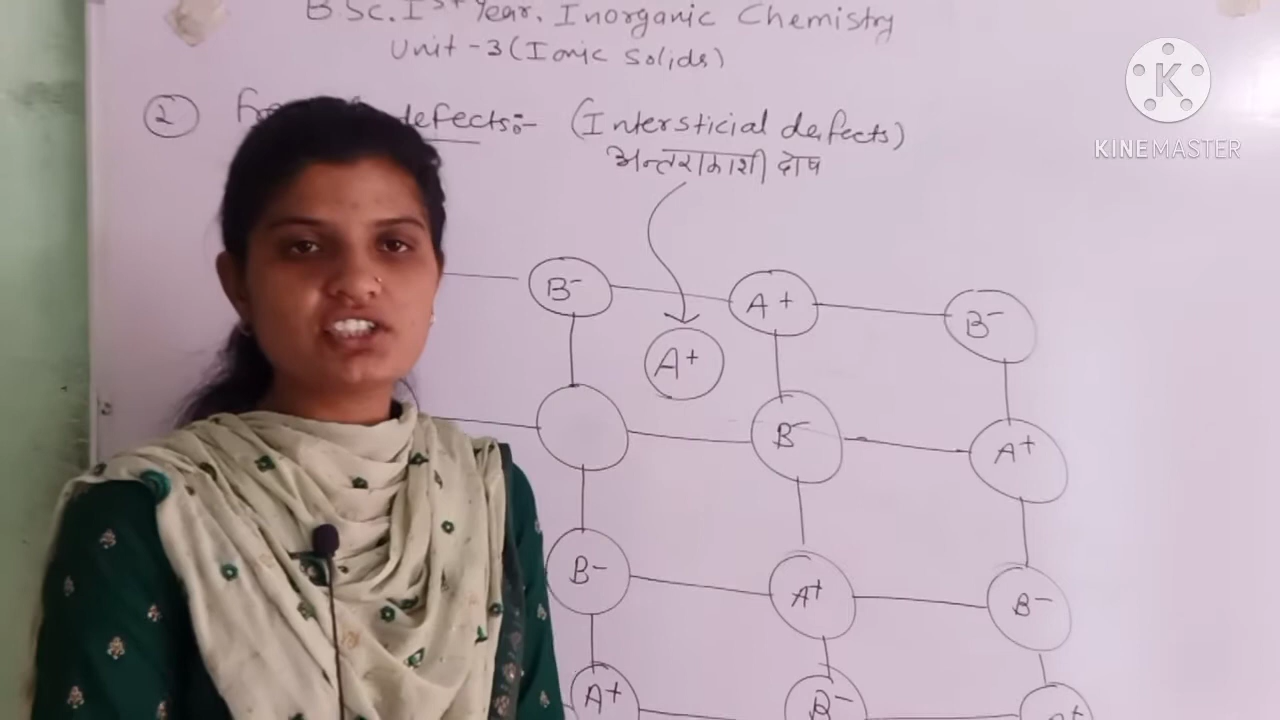 B.Sc. Ist Year. Inorganic Chemistry
Unit-3 (Ionic Solids)
② defects:- (Intersticial defects)
अन्तराकाशी दोष
KINEMASTER
B⁻ A+ B⁻
A+
B⁻ A+
B- A+ B-
A+ B-